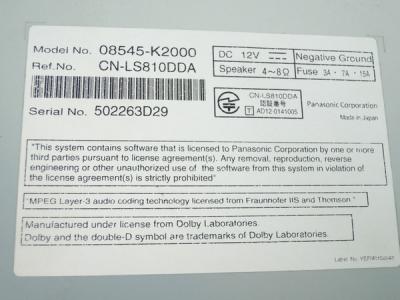 Model No. 08545-K2000
Ref.No. CN-LS810DDA
DC 12V Negative Ground
Speaker 4~8Ω Fuse 3A・7A・15A
CN-LS810DDA
認証番号
T AD12-0141005
Panasonic Corporation
Made in Japan
Serial No. 502263D29
"This system contains software that is licensed to Panasonic Corporation by one or more
third parties pursuant to license agreement(s). Any removal, reproduction, reverse
engineering or other unauthorized use of the software from this system in violation of
the license agreement(s) is strictly prohibited."
"MPEG Layer-3 audio coding technology licensed from Fraunhofer IIS and Thomson"
Manufactured under license from Dolby Laboratories.
Dolby and the double-D symbol are trademarks of Dolby Laboratories.
Label No.